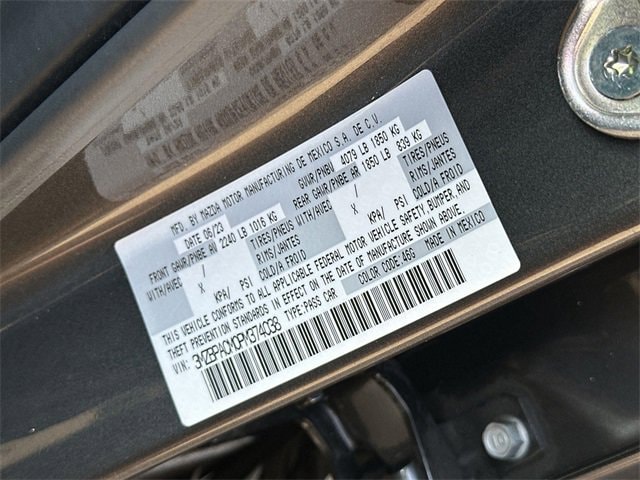 MFG. BY MAZDA MOTOR MANUFACTURING DE MEXICO S.A. DE C.V.
DATE 06/23 GVWR/PNBV 4079 LB 1850 KG
FRONT GAWR/PNBE AV 2240 LB 1016 KG REAR GAWR/PNBE AR 1850 LB 839 KG
WITH/AVEC / TIRES/PNEUS WITH/AVEC / TIRES/PNEUS
X RIMS/JANTES X RIMS/JANTES
KPA/ PSI COLD/A FROID KPA/ PSI COLD/A FROID
THIS VEHICLE CONFORMS TO ALL APPLICABLE FEDERAL MOTOR VEHICLE SAFETY, BUMPER, AND
THEFT PREVENTION STANDARDS IN EFFECT ON THE DATE OF MANUFACTURE SHOWN ABOVE.
VIN: 3MZBPACM0PM374038 TYPE:PASS CAR COLOR CODE A6G MADE IN MEXICO